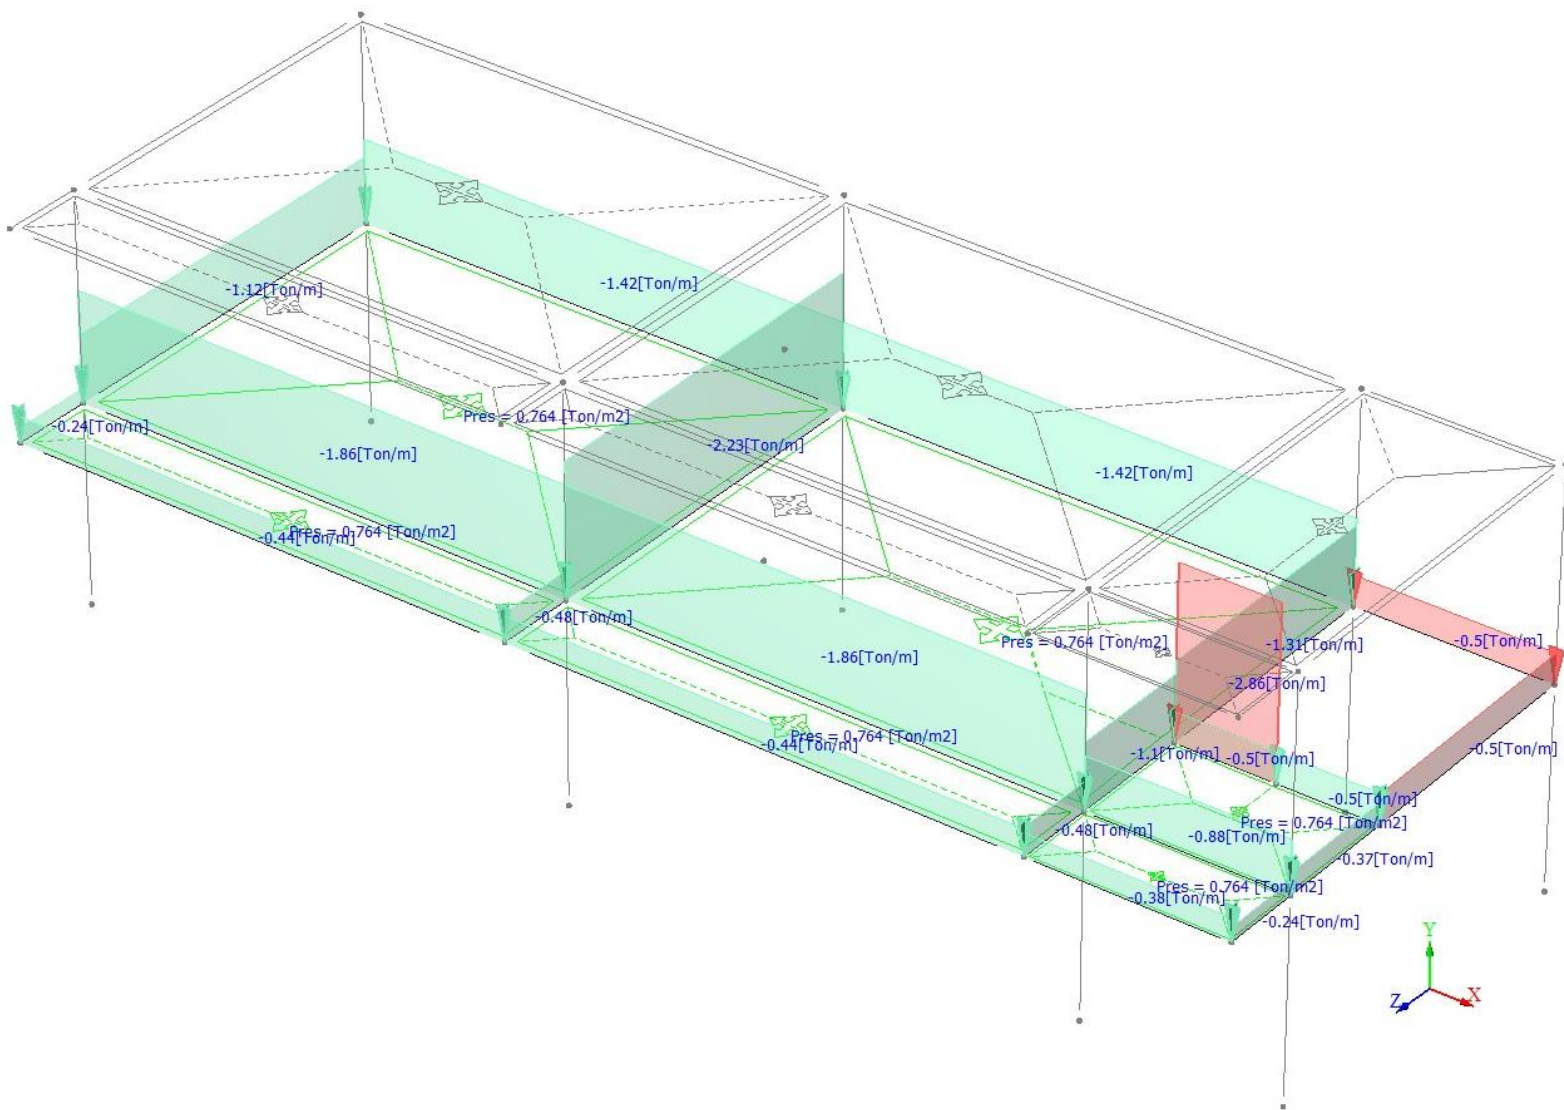 -1.12[Ton/m]
-1.42[Ton/m]
-0.24[Ton/m]
Pres = 0.764 [Ton/m2]
-1.86[Ton/m]
-2.23[Ton/m]
-1.42[Ton/m]
Pres = 0.764 [Ton/m2]
-0.44[Ton/m]
-0.48[Ton/m]
-1.86[Ton/m]
Pres = 0.764 [Ton/m2]
-1.31[Ton/m]
-0.5[Ton/m]
-2.86[Ton/m]
Pres = 0.764 [Ton/m2]
-0.44[Ton/m]
-1.1[Ton/m]
-0.5[Ton/m]
-0.5[Ton/m]
-0.5[Ton/m]
Pres = 0.764 [Ton/m2]
-0.48[Ton/m]
-0.88[Ton/m]
-0.37[Ton/m]
Pres = 0.764 [Ton/m2]
-0.38[Ton/m]
-0.24[Ton/m]
Y
Z
X